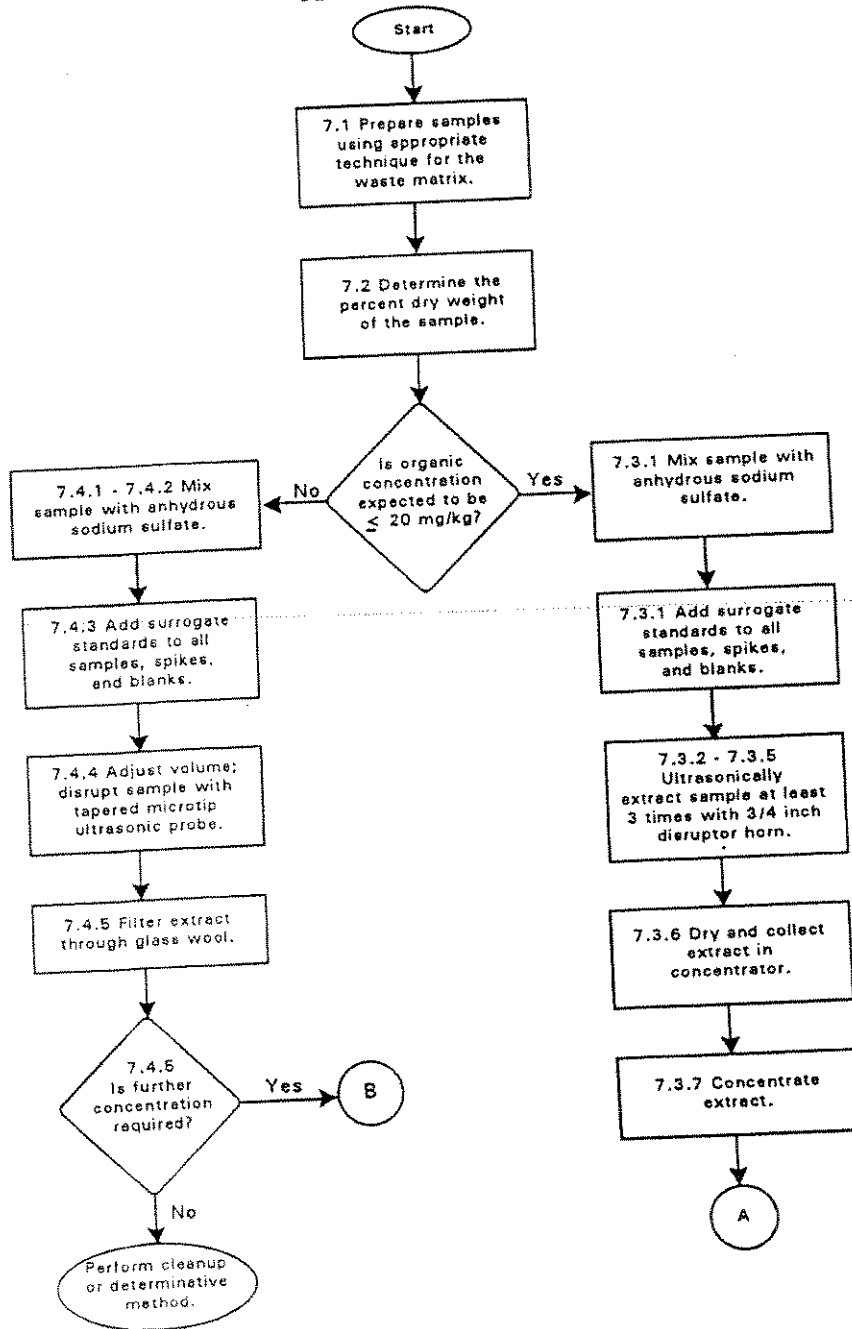 Start
7.1 Prepare samples
using appropriate
technique for the
waste matrix.
7.2 Determine the
percent dry weight
of the sample.
Is organic
concentration
expected to be
≤ 20 mg/kg?
No
Yes
7.4.1 - 7.4.2 Mix
sample with anhydrous
sodium sulfate.
7.4.3 Add surrogate
standards to all
samples, spikes,
and blanks.
7.4.4 Adjust volume;
disrupt sample with
tapered microtip
ultrasonic probe.
7.4.5 Filter extract
through glass wool.
7.4.5
Is further
concentration
required?
Yes
B
No
Perform cleanup
or determinative
method.
7.3.1 Mix sample with
anhydrous sodium
sulfate.
7.3.1 Add surrogate
standards to all
samples, spikes,
and blanks.
7.3.2 - 7.3.5
Ultrasonically
extract sample at least
3 times with 3/4 inch
disruptor horn.
7.3.6 Dry and collect
extract in
concentrator.
7.3.7 Concentrate
extract.
A